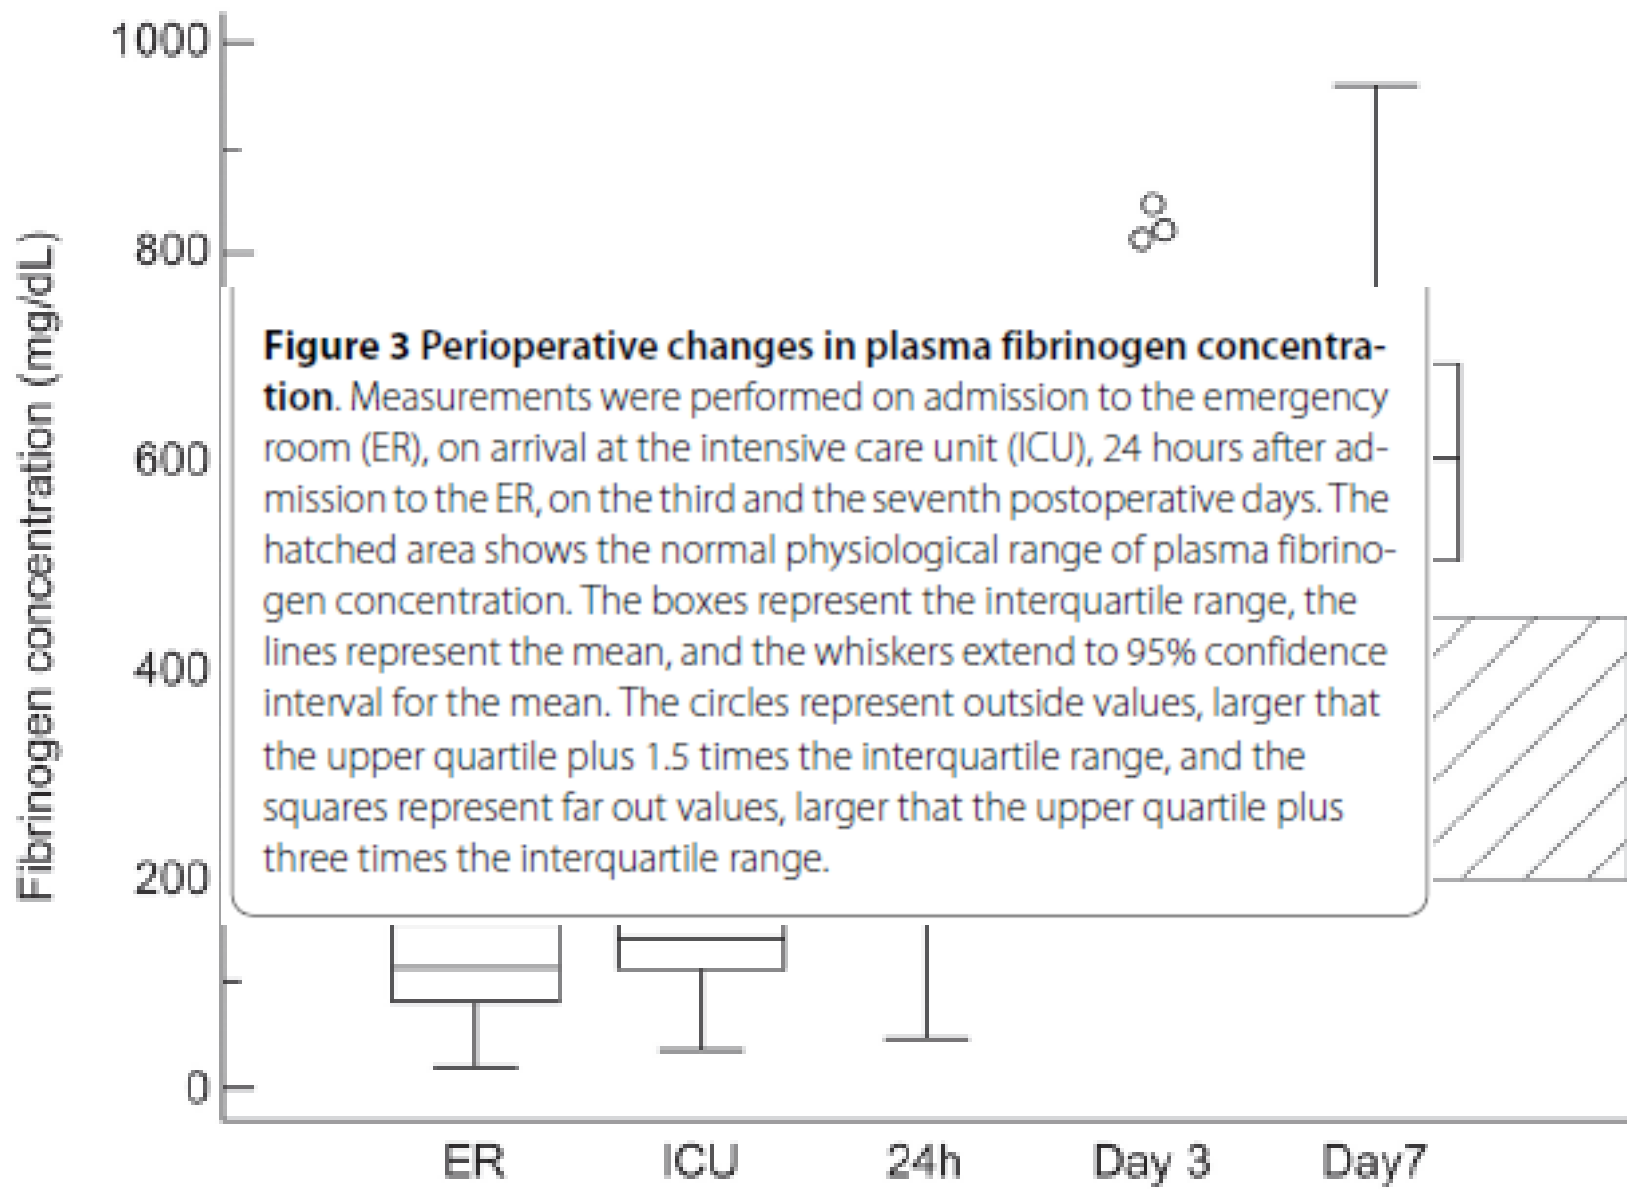 1000
800
600
400
200
0
Fibrinogen concentration (mg/dL)
Figure 3 Perioperative changes in plasma fibrinogen concentra-
tion. Measurements were performed on admission to the emergency
room (ER), on arrival at the intensive care unit (ICU), 24 hours after ad-
mission to the ER, on the third and the seventh postoperative days. The
hatched area shows the normal physiological range of plasma fibrino-
gen concentration. The boxes represent the interquartile range, the
lines represent the mean, and the whiskers extend to 95% confidence
interval for the mean. The circles represent outside values, larger that
the upper quartile plus 1.5 times the interquartile range, and the
squares represent far out values, larger that the upper quartile plus
three times the interquartile range.
ER ICU 24h Day 3 Day7